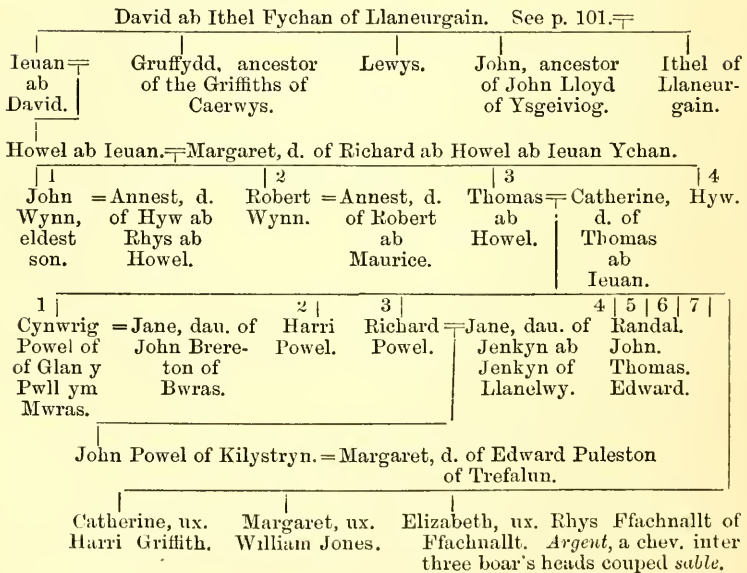 David ab Ithel Fychan of Llaneurgain. See p. 101.
Ieuan ab David.
Gruffydd, ancestor of the Griffiths of Caerwys.
Lewys.
John, ancestor of John Lloyd of Ysgeiviog.
Ithel of Llaneur- gain.
Howel ab Ieuan. Margaret, d. of Richard ab Howel ab Ieuan Ychan.
1 2 3 4
John Wynn, eldest son. = Annest, d. of Hyw ab Rhys ab Howel.
Robert Wynn. = Annest, d. of Robert ab Maurice.
Thomas ab Howel. Catherine, d. of Thomas ab Ieuan.
Hyw.
1 2 3 4 5 6 7
Cynwrig Powel of of Glan y Pwll ym Mwras. = Jane, dau. of John Brere- ton of Bwras.
Harri Powel.
Richard Powel. Jane, dau. of Jenkyn ab Jenkyn of Llanelwy.
Randal.
John.
Thomas.
Edward.
John Powel of Kilystryn. = Margaret, d. of Edward Puleston
of Trefalun.
Catherine, ux.
Harri Griffith.
Margaret, ux.
William Jones.
Elizabeth, ux. Rhys Ffachnallt of
Ffachnallt. Argent, a chev. inter
three boar's heads couped sable.